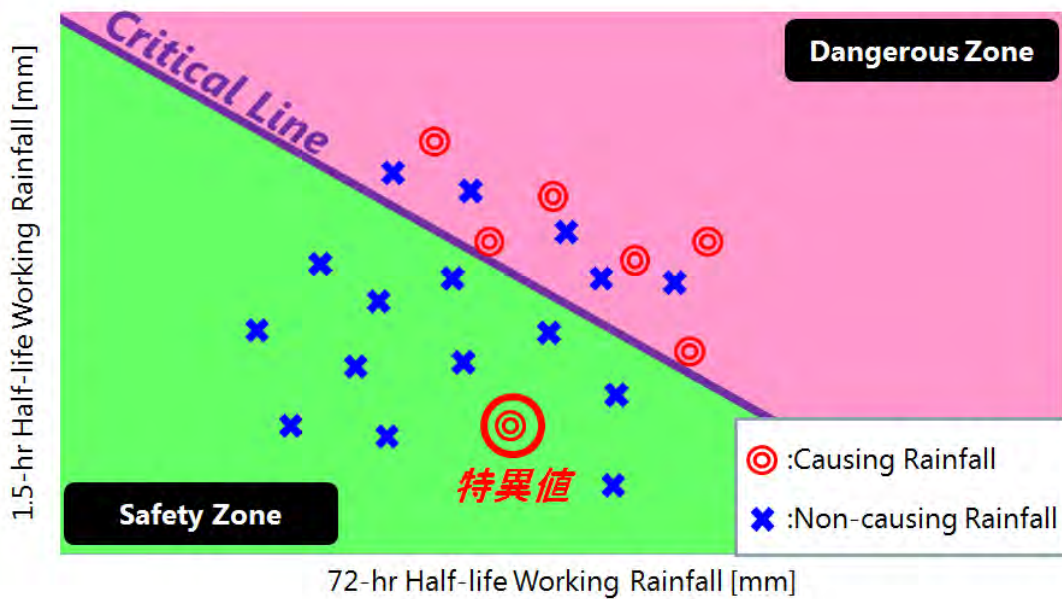 Critical Line
Dangerous Zone
1.5-hr Half-life Working Rainfall [mm]
特異値
Safety Zone
:Causing Rainfall
:Non-causing Rainfall
72-hr Half-life Working Rainfall [mm]